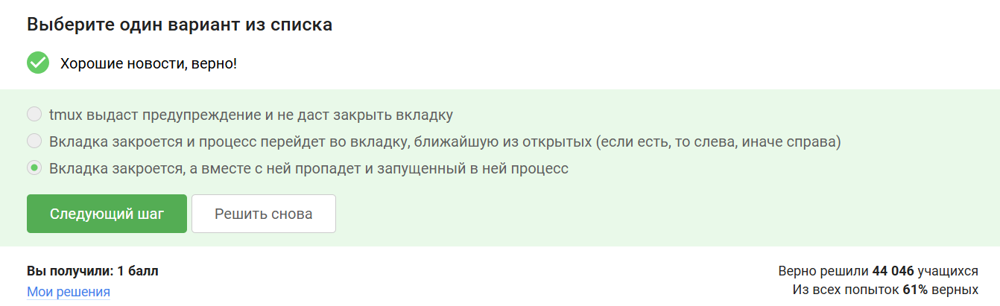 Выберите один вариант из списка
Хорошие новости, верно!
tmux выдаст предупреждение и не даст закрыть вкладку
Вкладка закроется и процесс перейдет во вкладку, ближайшую из открытых (если есть, то слева, иначе справа)
Вкладка закроется, а вместе с ней пропадет и запущенный в ней процесс
Следующий шаг
Решить снова
Вы получили: 1 балл
Верно решили 44 046 учащихся
Мои решения
Из всех попыток 61% верных